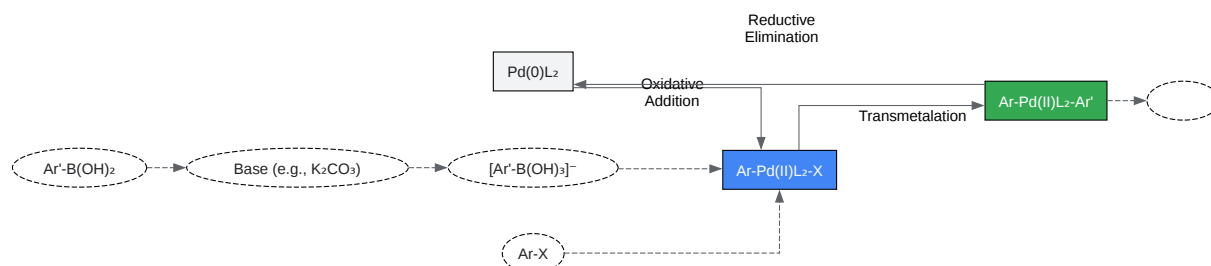 Reductive
Elimination
Pd(0)L₂
Oxidative
Addition
Ar-Pd(II)L₂-Ar'
Transmetalation
Ar'-B(OH)₂
Base (e.g., K₂CO₃)
[Ar'-B(OH)₃]⁻
Ar-Pd(II)L₂-X
Ar-X